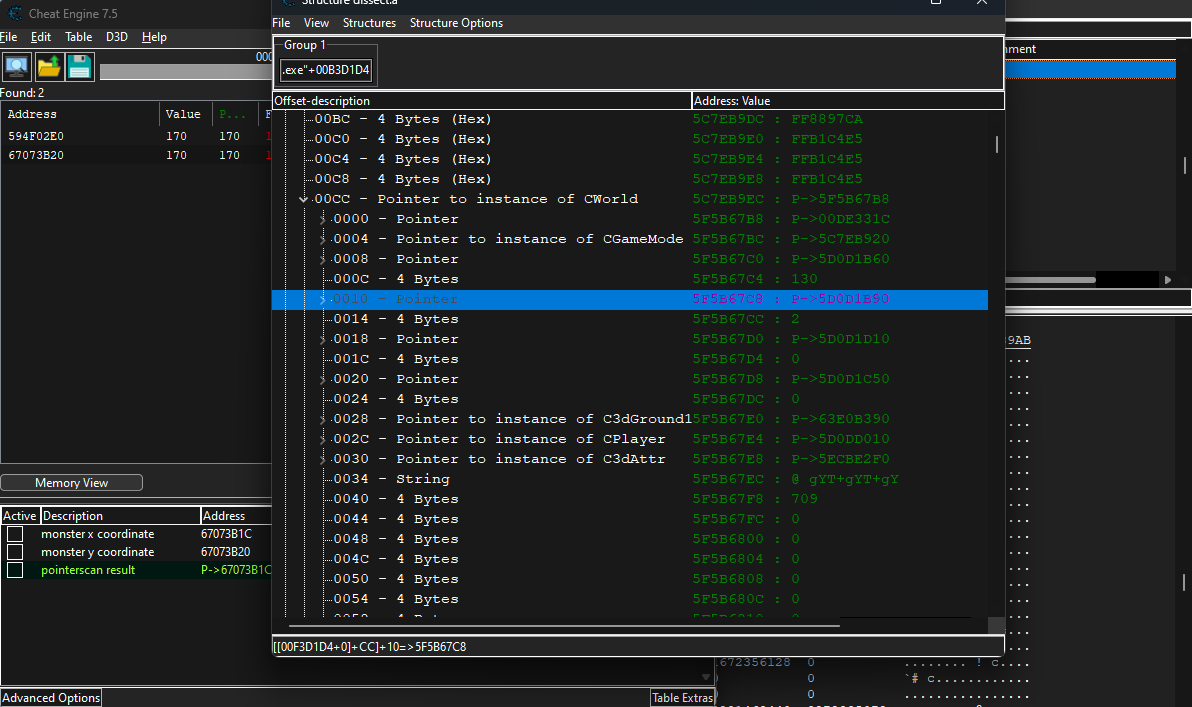 Cheat Engine 7.5
File Edit Table D3D Help
000
Found: 2
Address Value P...
594F02E0 170 170 1
67073B20 170 170 1
Memory View
Active Description Address
monster x coordinate 67073B1C
monster y coordinate 67073B20
pointerscan result P->67073B1C
Advanced Options
Table Extras
Structure dissect:a
File View Structures Structure Options
Group 1
.exe"+00B3D1D4
Offset-description Address: Value
00BC - 4 Bytes (Hex) 5C7EB9DC : FF8897CA
00C0 - 4 Bytes (Hex) 5C7EB9E0 : FFB1C4E5
00C4 - 4 Bytes (Hex) 5C7EB9E4 : FFB1C4E5
00C8 - 4 Bytes (Hex) 5C7EB9E8 : FFB1C4E5
00CC - Pointer to instance of CWorld 5C7EB9EC : P->5F5B67B8
0000 - Pointer 5F5B67B8 : P->00DE331C
0004 - Pointer to instance of CGameMode 5F5B67BC : P->5C7EB920
0008 - Pointer 5F5B67C0 : P->5D0D1B60
000C - 4 Bytes 5F5B67C4 : 130
0010 - Pointer 5F5B67C8 : P->5D0D1B90
0014 - 4 Bytes 5F5B67CC : 2
0018 - Pointer 5F5B67D0 : P->5D0D1D10
001C - 4 Bytes 5F5B67D4 : 0
0020 - Pointer 5F5B67D8 : P->5D0D1C50
0024 - 4 Bytes 5F5B67DC : 0
0028 - Pointer to instance of C3dGround1 5F5B67E0 : P->63E0B390
002C - Pointer to instance of CPlayer 5F5B67E4 : P->5D0DD010
0030 - Pointer to instance of C3dAttr 5F5B67E8 : P->5ECBE2F0
0034 - String 5F5B67EC : @ gYT+gYT+gY
0040 - 4 Bytes 5F5B67F8 : 709
0044 - 4 Bytes 5F5B67FC : 0
0048 - 4 Bytes 5F5B6800 : 0
004C - 4 Bytes 5F5B6804 : 0
0050 - 4 Bytes 5F5B6808 : 0
0054 - 4 Bytes 5F5B680C : 0
[[00F3D1D4+0]+CC]+10=>5F5B67C8
mment
9AB
1672356128 0 ........ ! c....
0 `# c............
0 ................